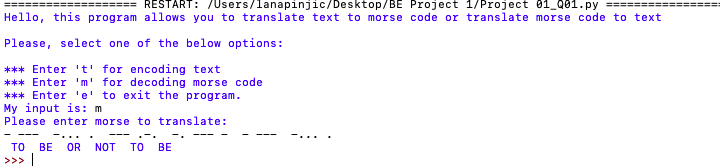 ==================== RESTART: /Users/lanapinjic/Desktop/BE Project 1/Project 01_Q01.py =================
Hello, this program allows you to translate text to morse code or translate morse code to text
Please, select one of the below options:
*** Enter 't' for encoding text
*** Enter 'm' for decoding morse code
*** Enter 'e' to exit the program.
My input is: m
Please enter morse to translate:
– –––  –... .  ––– .–.  –. ––– –  – –––  –... .
TO  BE  OR  NOT  TO  BE
>>>